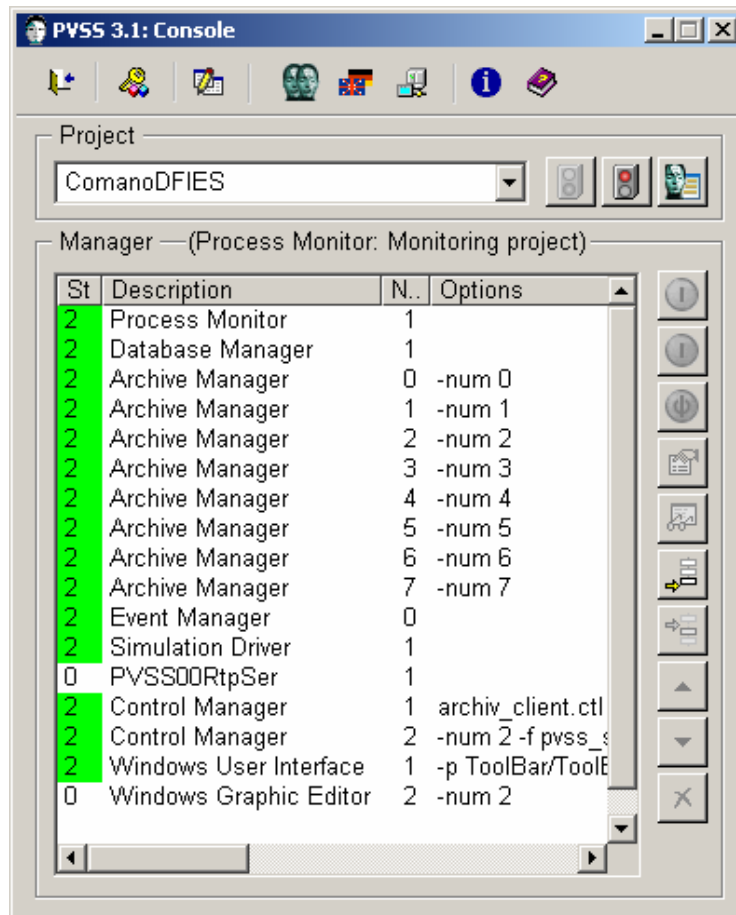 PVSS 3.1: Console
Project
ComanoDFIES
Manager (Process Monitor: Monitoring project)
St Description N.. Options
2 Process Monitor 1
2 Database Manager 1
2 Archive Manager 0 -num 0
2 Archive Manager 1 -num 1
2 Archive Manager 2 -num 2
2 Archive Manager 3 -num 3
2 Archive Manager 4 -num 4
2 Archive Manager 5 -num 5
2 Archive Manager 6 -num 6
2 Archive Manager 7 -num 7
2 Event Manager 0
2 Simulation Driver 1
0 PVSS00RtpSer 1
2 Control Manager 1 archiv_client.ctl
2 Control Manager 2 -num 2 -f pvss_s
2 Windows User Interface 1 -p ToolBar/ToolB
0 Windows Graphic Editor 2 -num 2